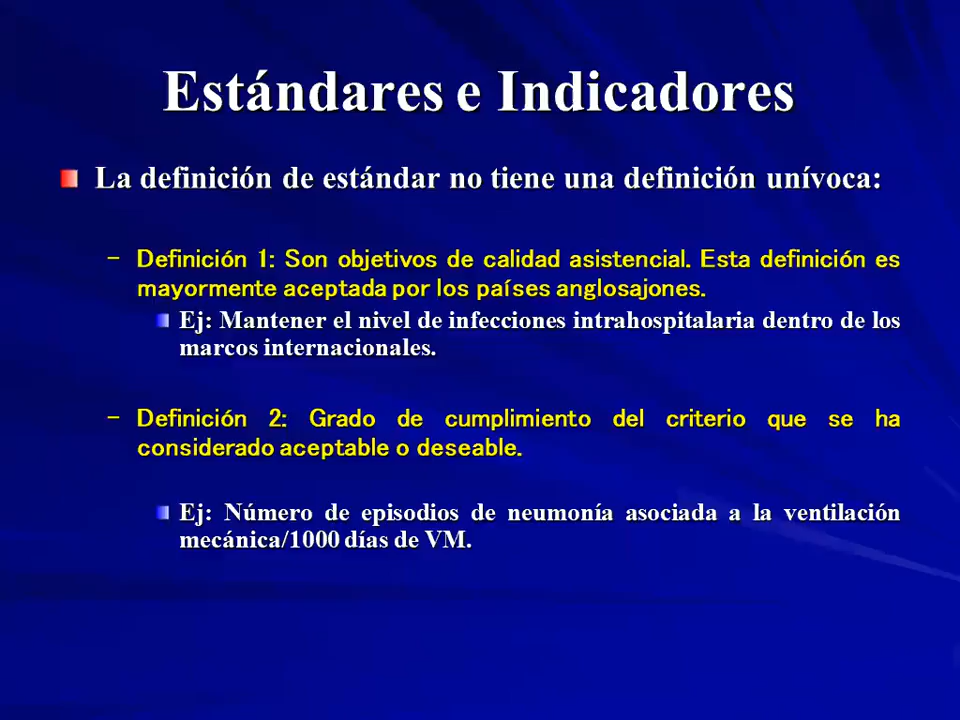 Estándares e Indicadores
La definición de estándar no tiene una definición unívoca:
– Definición 1: Son objetivos de calidad asistencial. Esta definición es
mayormente aceptada por los países anglosajones.
Ej: Mantener el nivel de infecciones intrahospitalaria dentro de los
marcos internacionales.
– Definición 2: Grado de cumplimiento del criterio que se ha
considerado aceptable o deseable.
Ej: Número de episodios de neumonía asociada a la ventilación
mecánica/1000 días de VM.